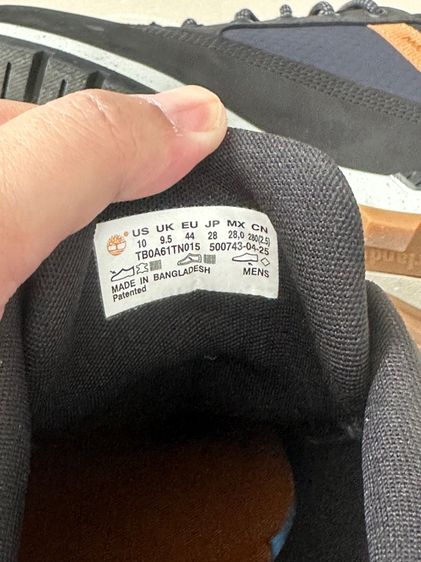 US UK EU JP MX CN
10 9.5 44 28 28,0 280(2.5)
TB0A61TN015 500743-04-25
MADE IN BANGLADESH MENS
Patented